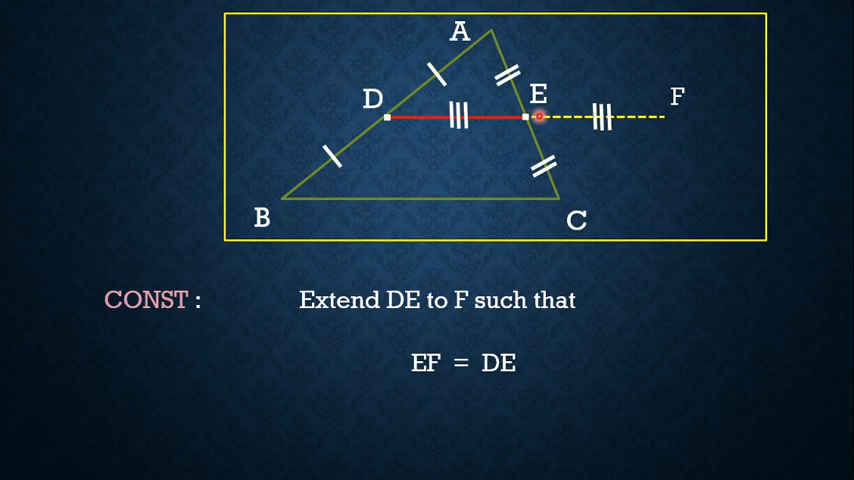 A
D
E
F
B
C
CONST : Extend DE to F such that
EF = DE